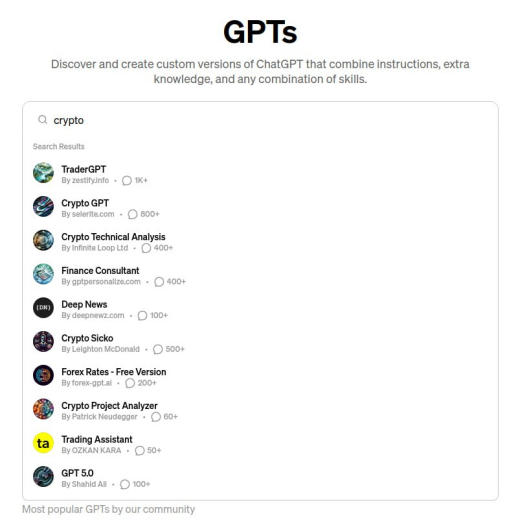 GPTs
Discover and create custom versions of ChatGPT that combine instructions, extra
knowledge, and any combination of skills.
crypto
Search Results
TraderGPT
By zestify.info • 1K+
Crypto GPT
By selerite.com • 800+
Crypto Technical Analysis
By Infinite Loop Ltd • 400+
Finance Consultant
By gptpersonalize.com • 400+
{DN}
Deep News
By deepnewz.com • 100+
Crypto Sicko
By Leighton McDonald • 500+
Forex Rates - Free Version
By forex-gpt.ai • 200+
Crypto Project Analyzer
By Patrick Neudegger • 60+
ta
Trading Assistant
By OZKAN KARA • 50+
GPT 5.0
By Shahid Ali • 100+
Most popular GPTs by our community